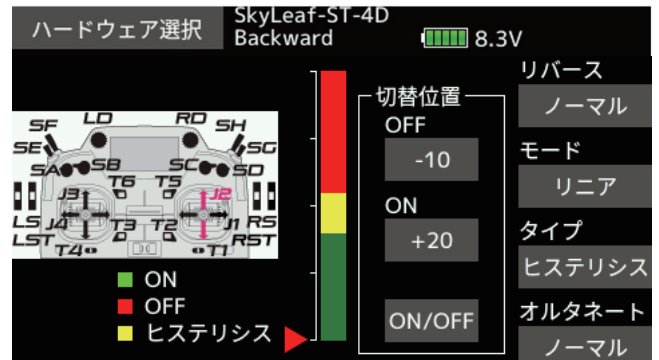 ハードウェア選択
SkyLeaf-ST-4D
Backward
8.3V
SF
LD
RD
SH
SE
SG
SA
SB
SC
SD
T6
T5
J3
J2
LS
J4
T3
T2
J1
RS
LST
T4
T1
RST
ON
OFF
ヒステリシス
切替位置
OFF
-10
ON
+20
ON/OFF
リバース
ノーマル
モード
リニア
タイプ
ヒステリシス
オルタネート
ノーマル